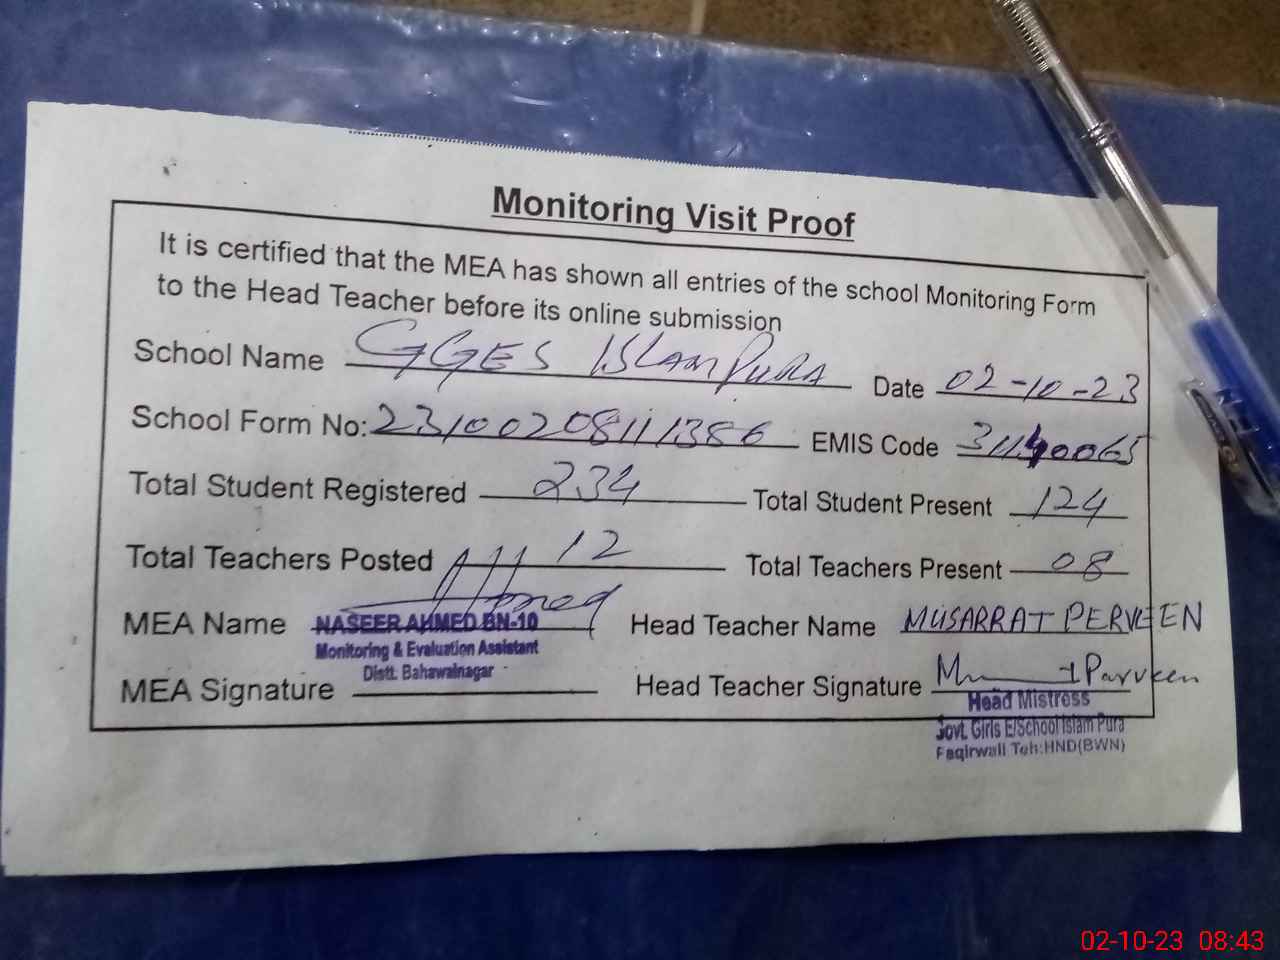 Monitoring Visit Proof
It is certified that the MEA has shown all entries of the school Monitoring Form
to the Head Teacher before its online submission
School Name GGES ISLAM PURA Date 02-10-23
School Form No: 23100208111386 EMIS Code 31140065
Total Student Registered 234 Total Student Present 124
Total Teachers Posted 12 Total Teachers Present 08
MEA Name NASEER AHMED BN-10 Head Teacher Name MUSARRAT PERVEEN
Monitoring & Evaluation Assistant
Distt. Bahawalnagar
MEA Signature Head Teacher Signature Parveen
Head Mistress
Govt. Girls E/School Islam Pura
Faqirwali Teh:HND(BWN)
02-10-23 08:43